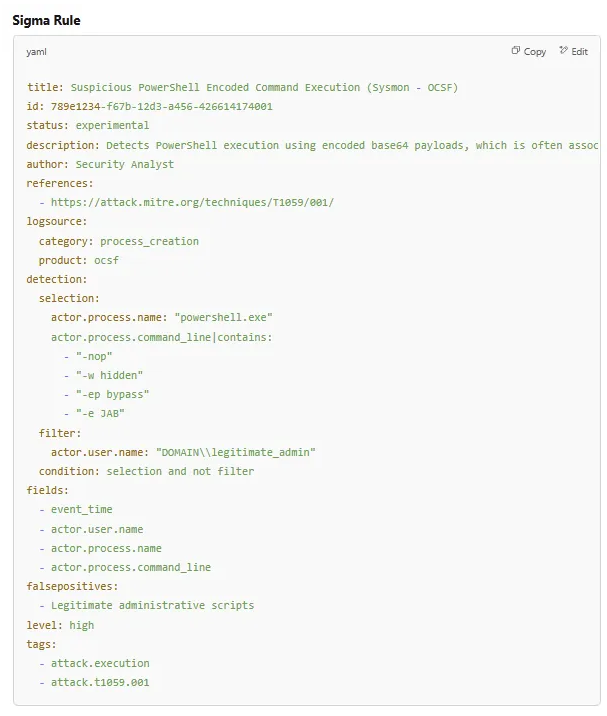 Sigma Rule
yaml Copy Edit
title: Suspicious PowerShell Encoded Command Execution (Sysmon - OCSF)
id: 789e1234-f67b-12d3-a456-426614174001
status: experimental
description: Detects PowerShell execution using encoded base64 payloads, which is often assoc
author: Security Analyst
references:
  - https://attack.mitre.org/techniques/T1059/001/
logsource:
  category: process_creation
  product: ocsf
detection:
  selection:
    actor.process.name: "powershell.exe"
    actor.process.command_line|contains:
      - "-nop"
      - "-w hidden"
      - "-ep bypass"
      - "-e JAB"
  filter:
    actor.user.name: "DOMAIN\\legitimate_admin"
  condition: selection and not filter
fields:
  - event_time
  - actor.user.name
  - actor.process.name
  - actor.process.command_line
falsepositives:
  - Legitimate administrative scripts
level: high
tags:
  - attack.execution
  - attack.t1059.001